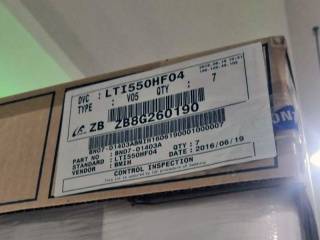 DVC : LTI550HF04
TYPE : V05 QTY : 7
ZB ZB8G260190
PART NO : BN07-01403A
STANDARD : LTI550HF04
VENDOR : BMIH
QTY : 7
DATE : 2016/06/19
CONTROL INSPECTION